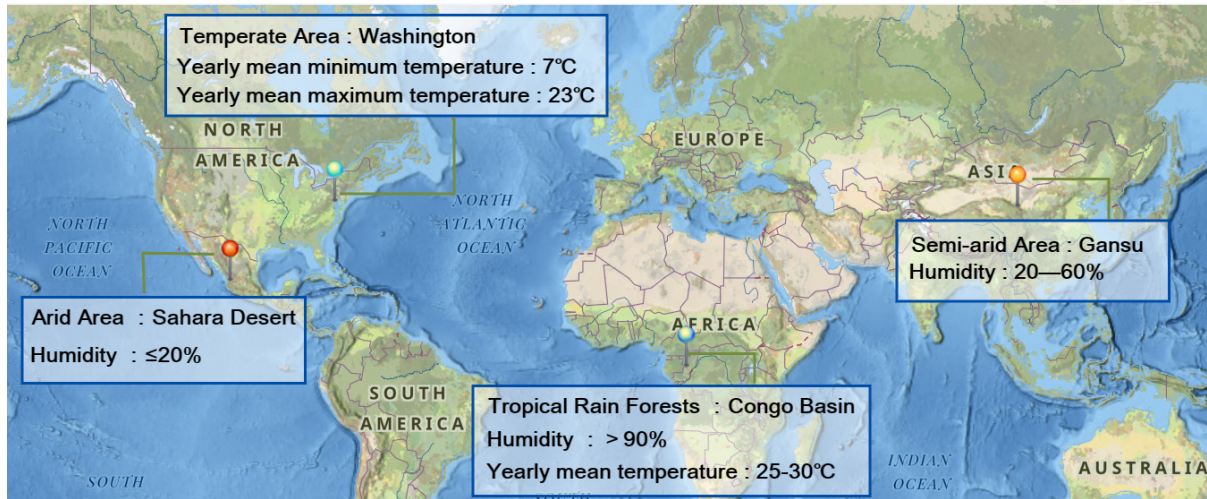 Temperate Area : Washington
Yearly mean minimum temperature : 7℃
Yearly mean maximum temperature : 23℃
NORTH
AMERICA
EUROPE
ASI
NORTH
PACIFIC
OCEAN
NORTH
ATLANTIC
OCEAN
Semi-arid Area : Gansu
Humidity : 20—60%
Arid Area : Sahara Desert
Humidity : ≤20%
AFRICA
SOUTH
AMERICA
Tropical Rain Forests : Congo Basin
Humidity : > 90%
Yearly mean temperature : 25-30℃
INDIAN
OCEAN
AUSTRALIA
SOUTH